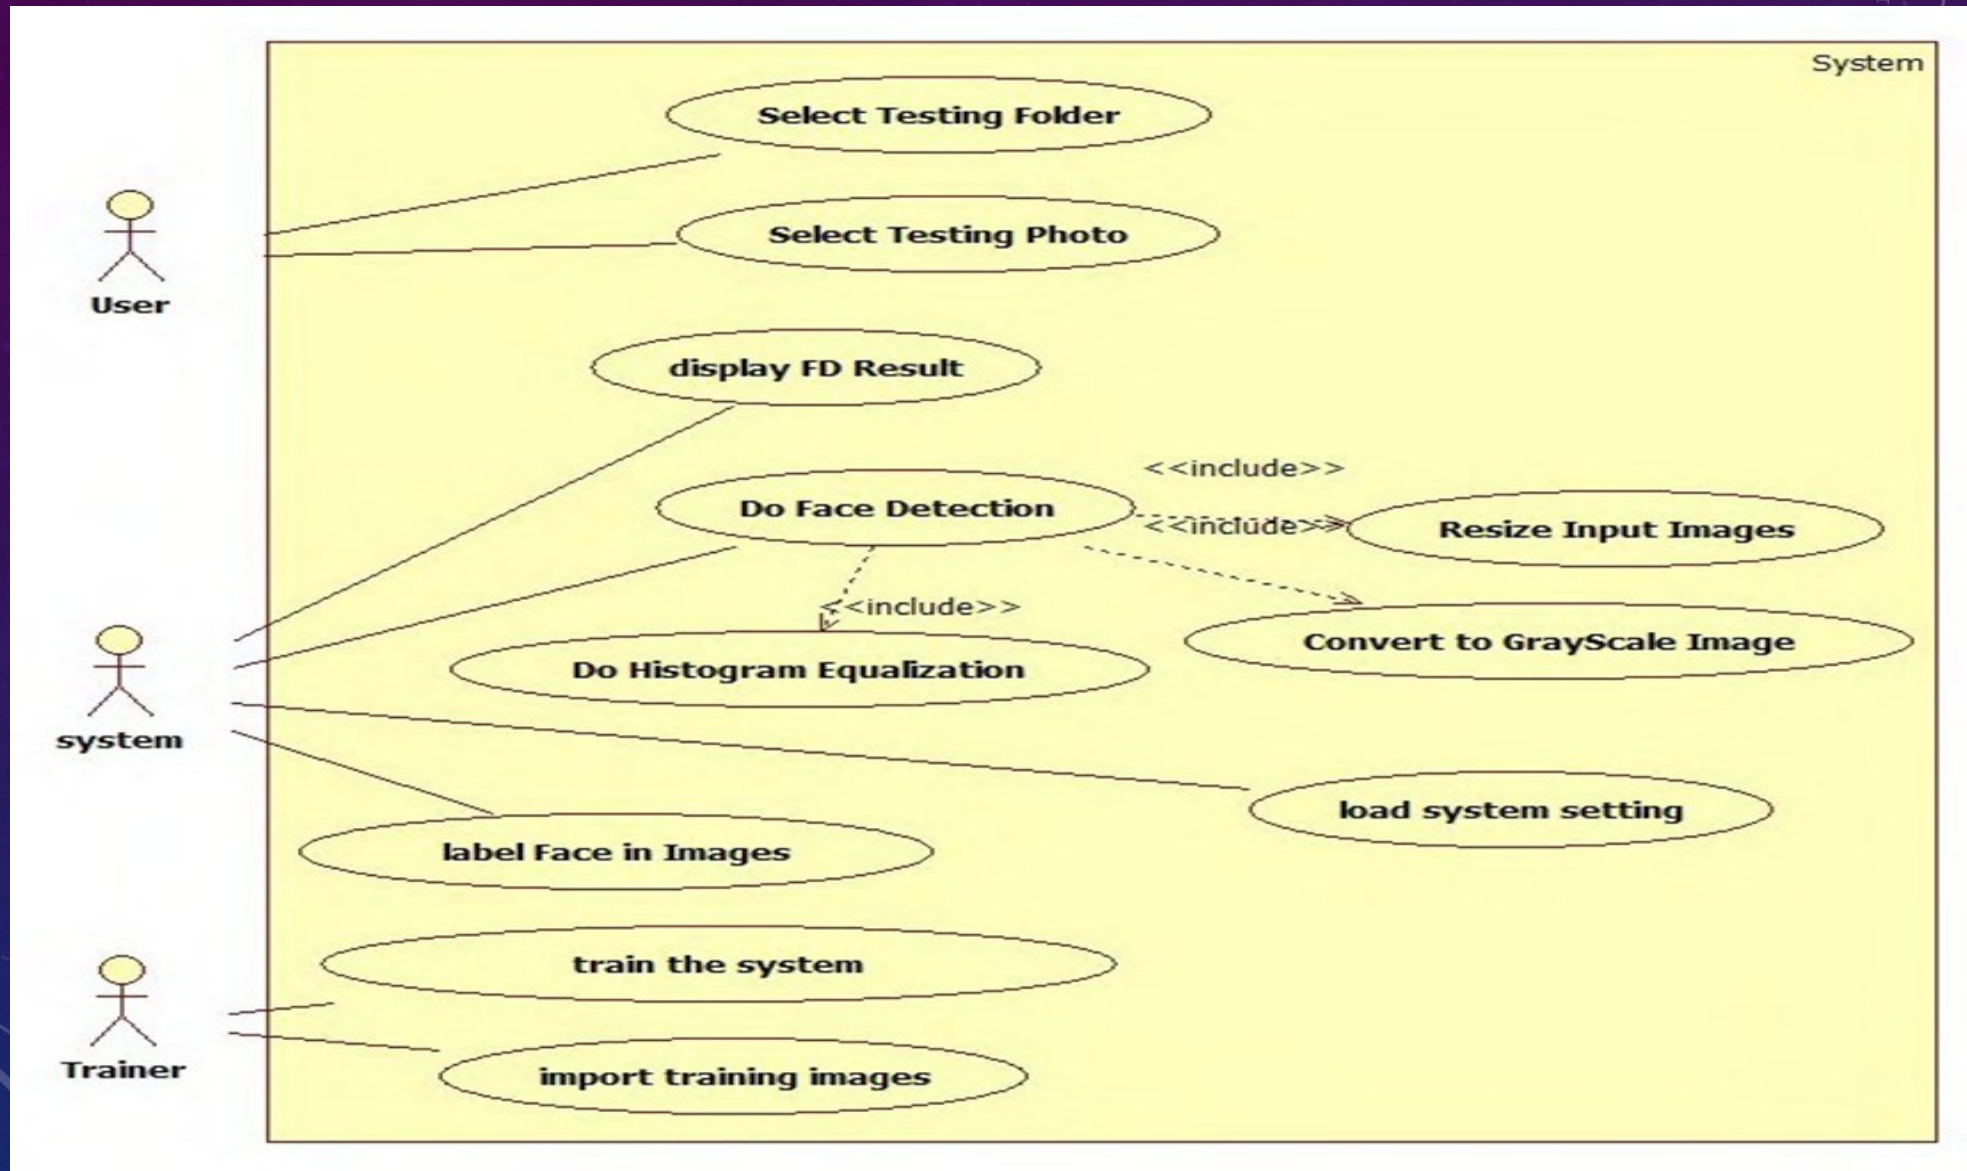 System
Select Testing Folder
Select Testing Photo
User
display FD Result
<<include>>
Do Face Detection
<<include>>
Resize Input Images
<<include>>
Do Histogram Equalization
Convert to GrayScale Image
system
load system setting
label Face in Images
train the system
Trainer
import training images